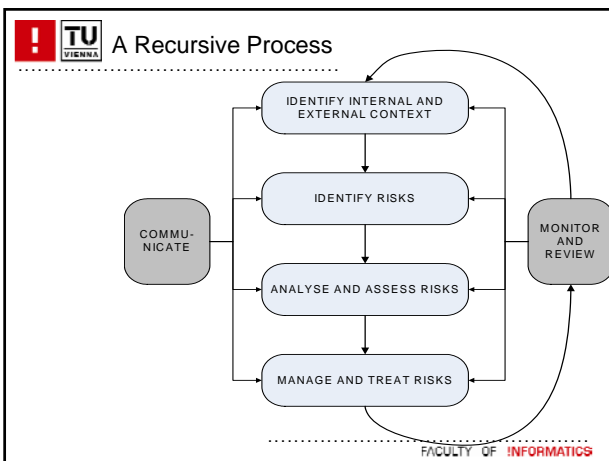 !
TU
VIENNA
A Recursive Process
IDENTIFY INTERNAL AND
EXTERNAL CONTEXT
IDENTIFY RISKS
COMMU-
NICATE
MONITOR
AND
REVIEW
ANALYSE AND ASSESS RISKS
MANAGE AND TREAT RISKS
FACULTY OF !NFORMATICS